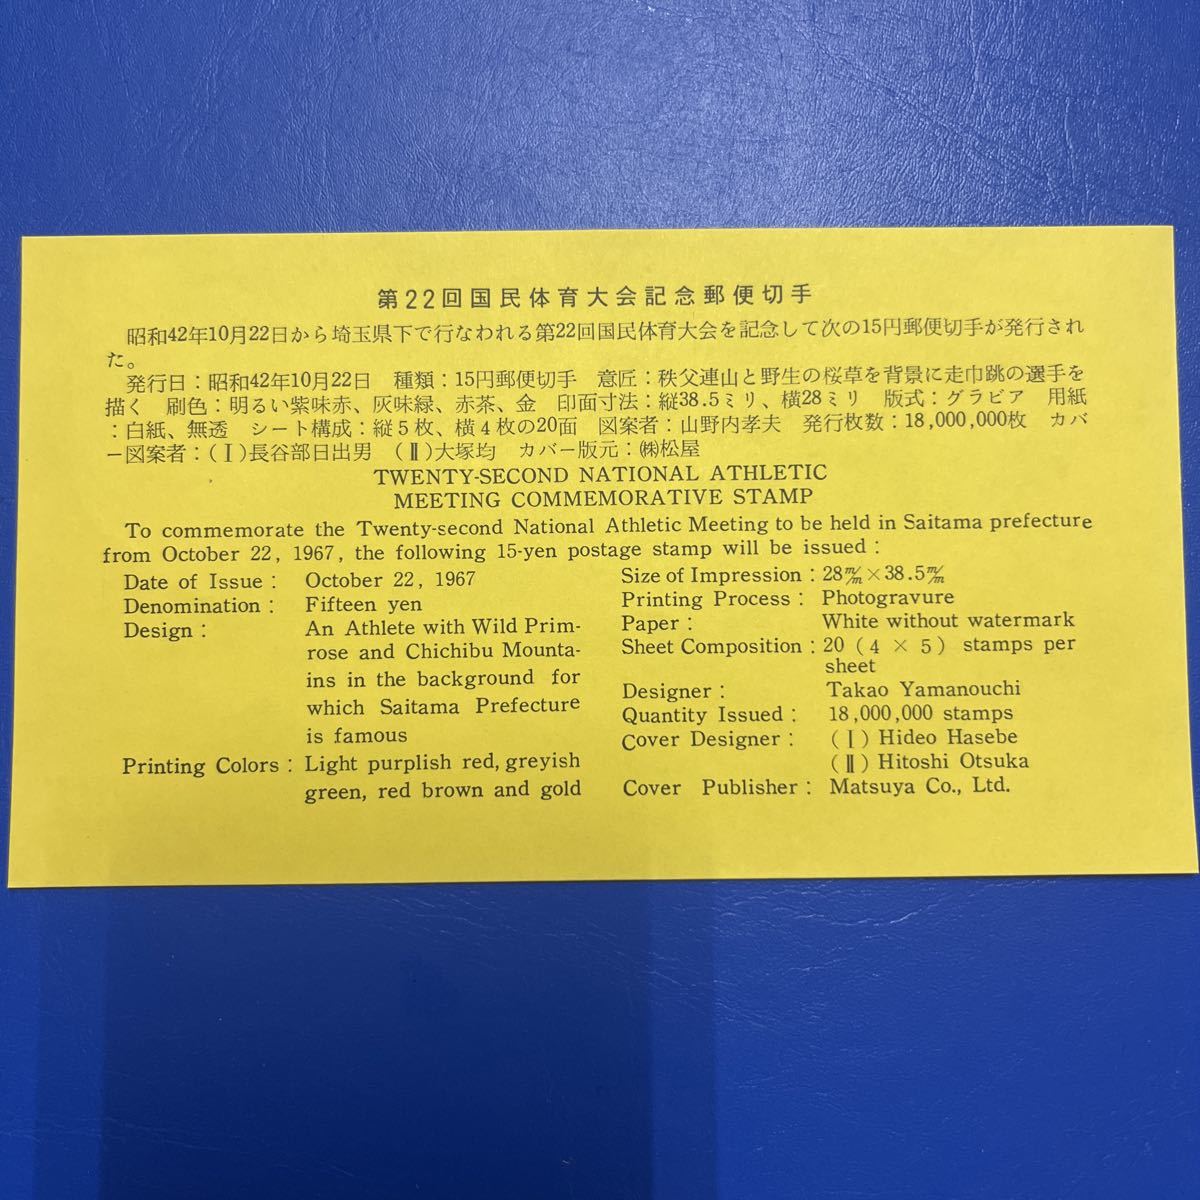 第22回国民体育大会記念郵便切手
昭和42年10月22日から埼玉県下で行なわれる第22回国民体育大会を記念して次の15円郵便切手が発行され
た。
発行日：昭和42年10月22日　種類：15円郵便切手　意匠：秩父連山と野生の桜草を背景に走巾跳の選手を
描く　刷色：明るい紫味赤、灰味緑、赤茶、金　印面寸法：縦38.5ミリ、横28ミリ　版式：グラビア　用紙
：白紙、無透　シート構成：縦5枚、横4枚の20面　図案者：山野内孝夫　発行枚数：18,000,000枚　カバ
ー図案者：(Ⅰ)長谷部日出男　(Ⅱ)大塚均　カバー版元：㈱松屋
TWENTY-SECOND NATIONAL ATHLETIC
MEETING COMMEMORATIVE STAMP
To commemorate the Twenty-second National Athletic Meeting to be held in Saitama prefecture
from October 22, 1967, the following 15-yen postage stamp will be issued :
Date of Issue : October 22, 1967
Denomination : Fifteen yen
Design : An Athlete with Wild Prim-
rose and Chichibu Mounta-
ins in the background for
which Saitama Prefecture
is famous
Printing Colors : Light purplish red, greyish
green, red brown and gold
Size of Impression : 28m/m×38.5m/m
Printing Process : Photogravure
Paper : White without watermark
Sheet Composition : 20 (4 × 5) stamps per
sheet
Designer : Takao Yamanouchi
Quantity Issued : 18,000,000 stamps
Cover Designer : (Ⅰ) Hideo Hasebe
(Ⅱ) Hitoshi Otsuka
Cover Publisher : Matsuya Co., Ltd.